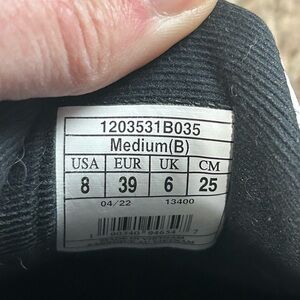 1203531B035
Medium(B)
USA EUR UK CM
8 39 6 25
04/22 13400